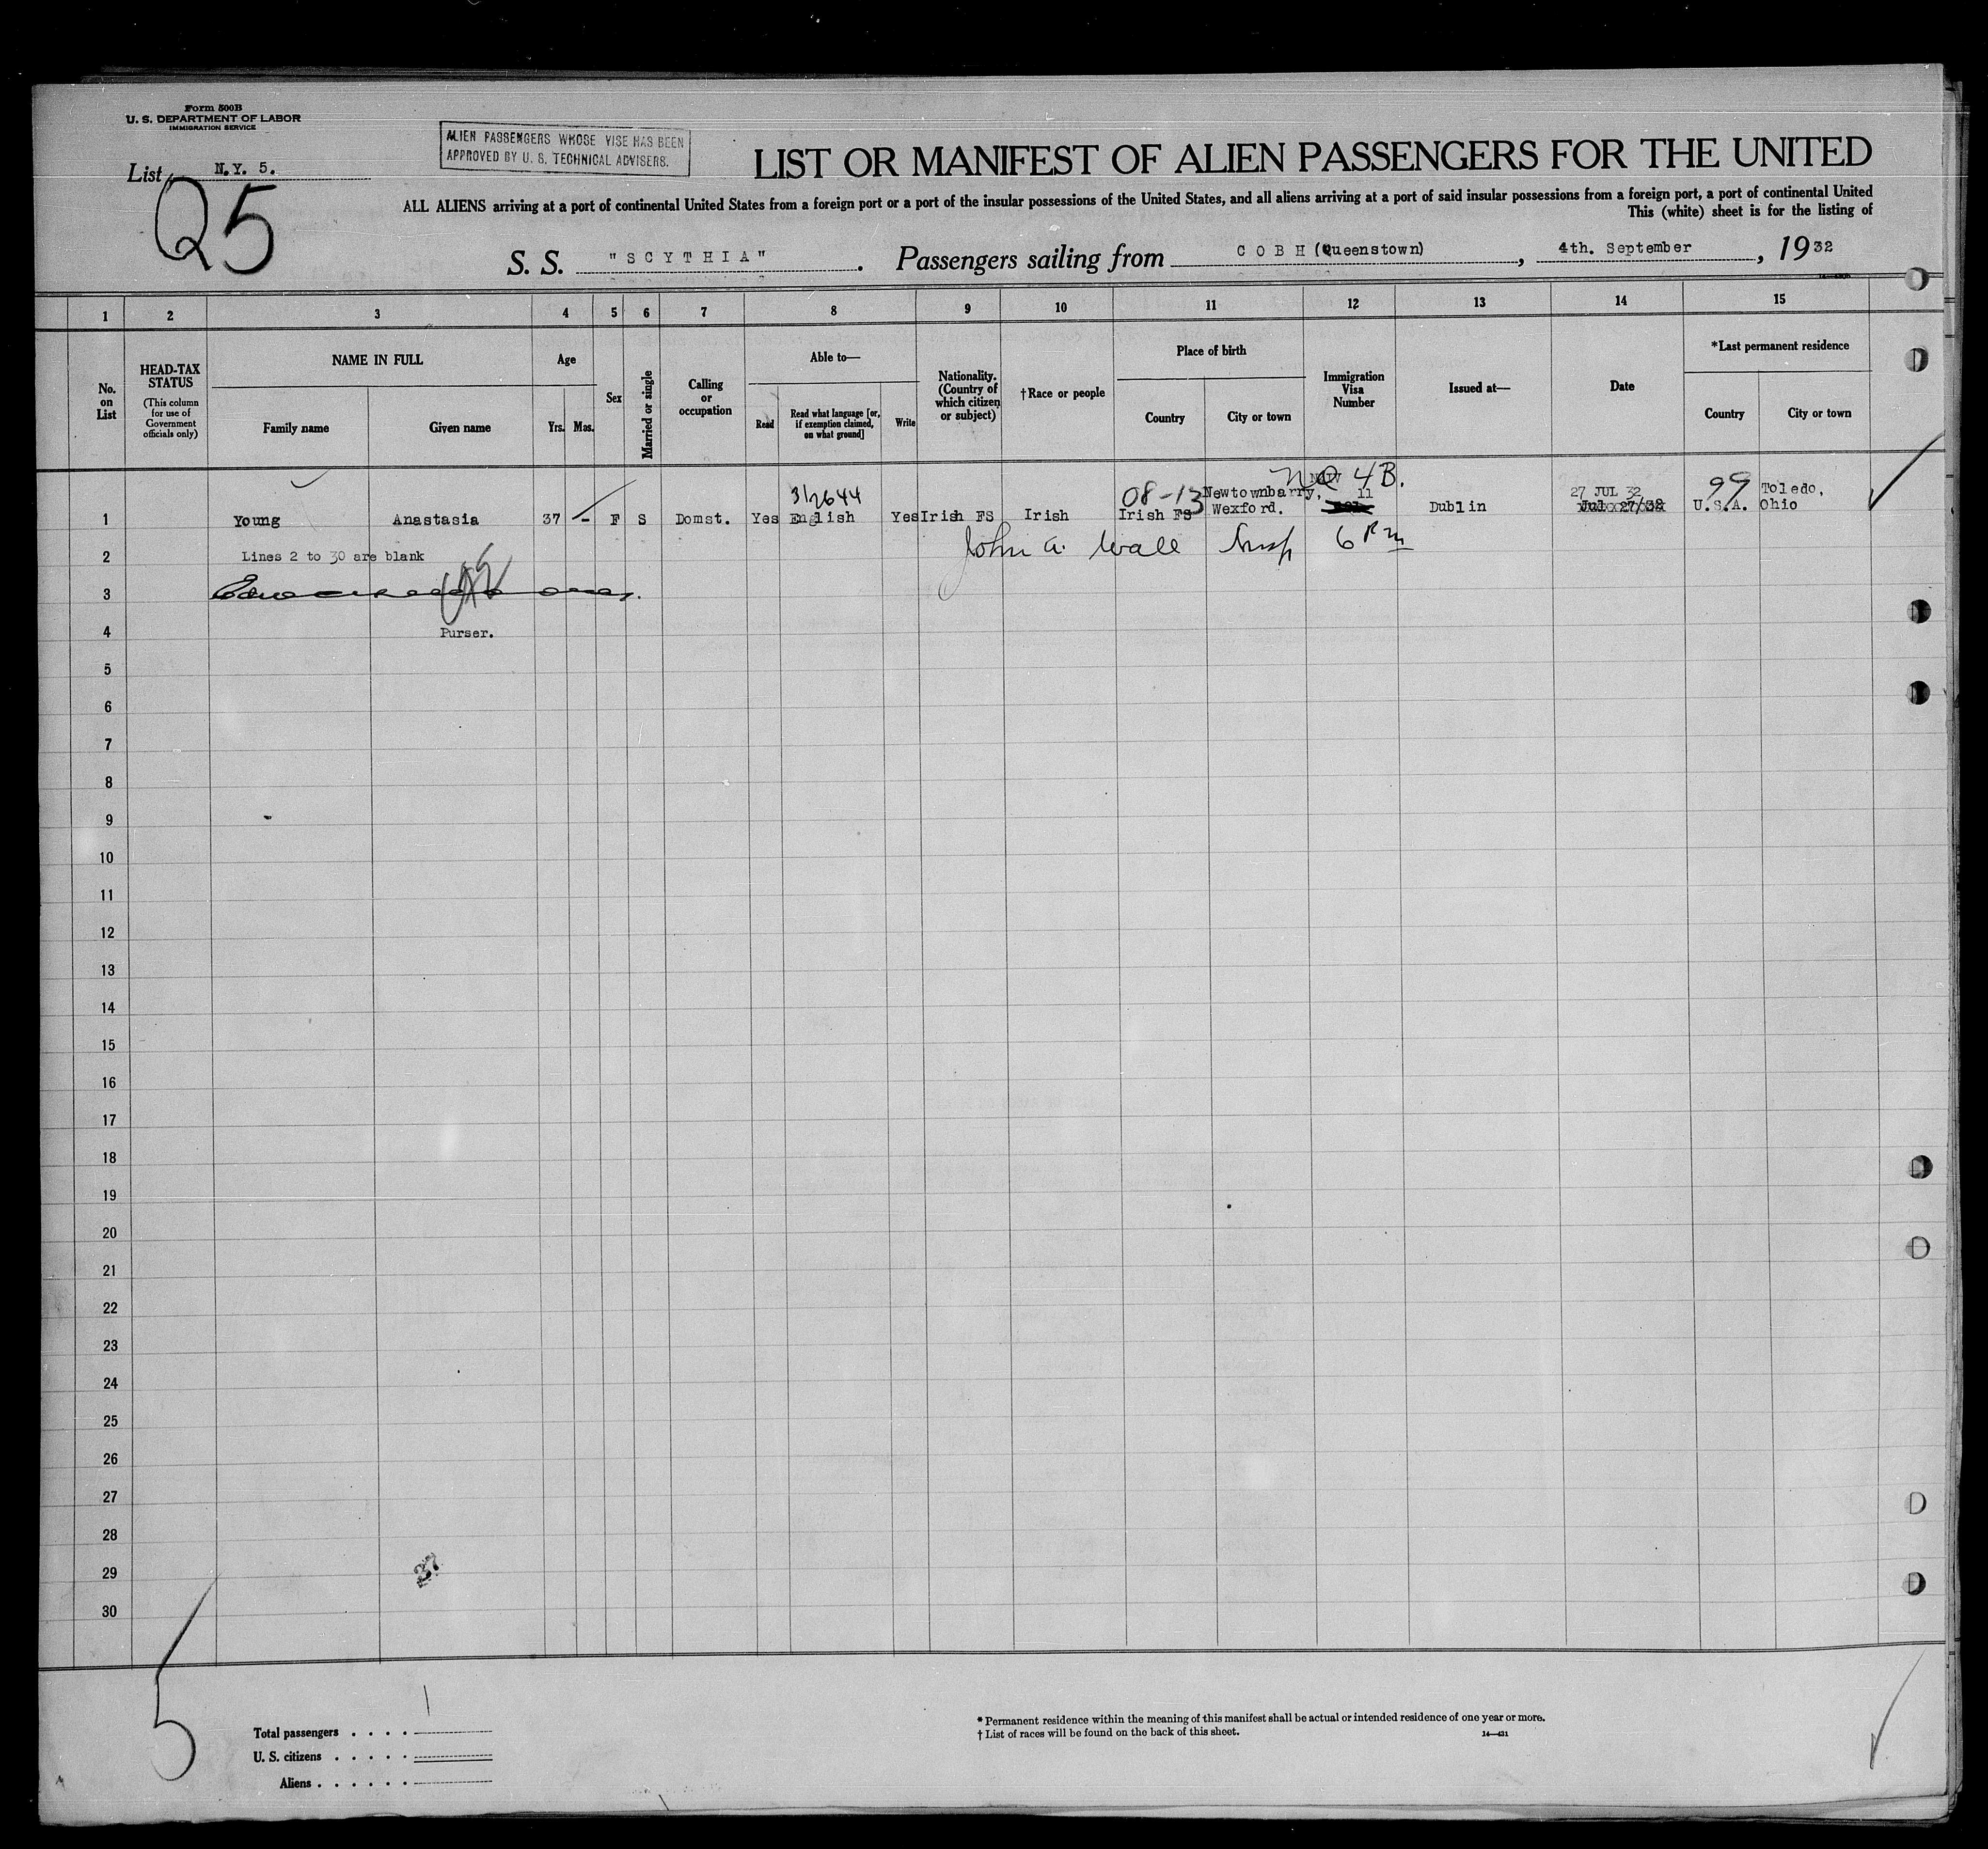 Form 500B
U. S. DEPARTMENT OF LABOR
IMMIGRATION SERVICE
List N.Y. 5.
25
ALIEN PASSENGERS WHOSE VISE HAS BEEN
APPROVED BY U. S. TECHNICAL ADVISERS.
LIST OR MANIFEST OF ALIEN PASSENGERS FOR THE UNITED
ALL ALIENS arriving at a port of continental United States from a foreign port or a port of the insular possessions of the United States, and all aliens arriving at a port of said insular possessions from a foreign port, a port of continental United
This (white) sheet is for the listing of
S. S. "SCYTHIA". Passengers sailing from COBH (Queenstown), 4th. September, 1932
1 2 3 4 5 6 7 8 9 10 11 12 13 14 15
No. on List
HEAD-TAX STATUS
(This column for use of Government officials only)
NAME IN FULL
Family name
Given name
Age
Yrs. Mos.
Sex
Married or single
Calling or occupation
Able to—
Read
Read what language [or, if exemption claimed, on what ground]
Write
Nationality. (Country of which citizen or subject)
†Race or people
Place of birth
Country
City or town
Immigration Visa Number
Issued at—
Date
*Last permanent residence
Country
City or town
312644 08-13 Newtownbarry, NQ 4B. 11 27 JUL 32 99 Toledo,
1 Young Anastasia 37 - F S Domst. Yes English Yes Irish FS Irish Irish FS Wexford. Dublin Jul 27/32 U.S.A. Ohio
2 Lines 2 to 30 are blank John A. Wall Insp 6 Pm
3
4 Purser.
5
6
7
8
9
10
11
12
13
14
15
16
17
18
19
20
21
22
23
24
25
26
27
28
29
37
30
5
Total passengers . . . . 1
U. S. citizens . . . . .
Aliens . . . . . .
* Permanent residence within the meaning of this manifest shall be actual or intended residence of one year or more.
† List of races will be found on the back of this sheet.
14—431